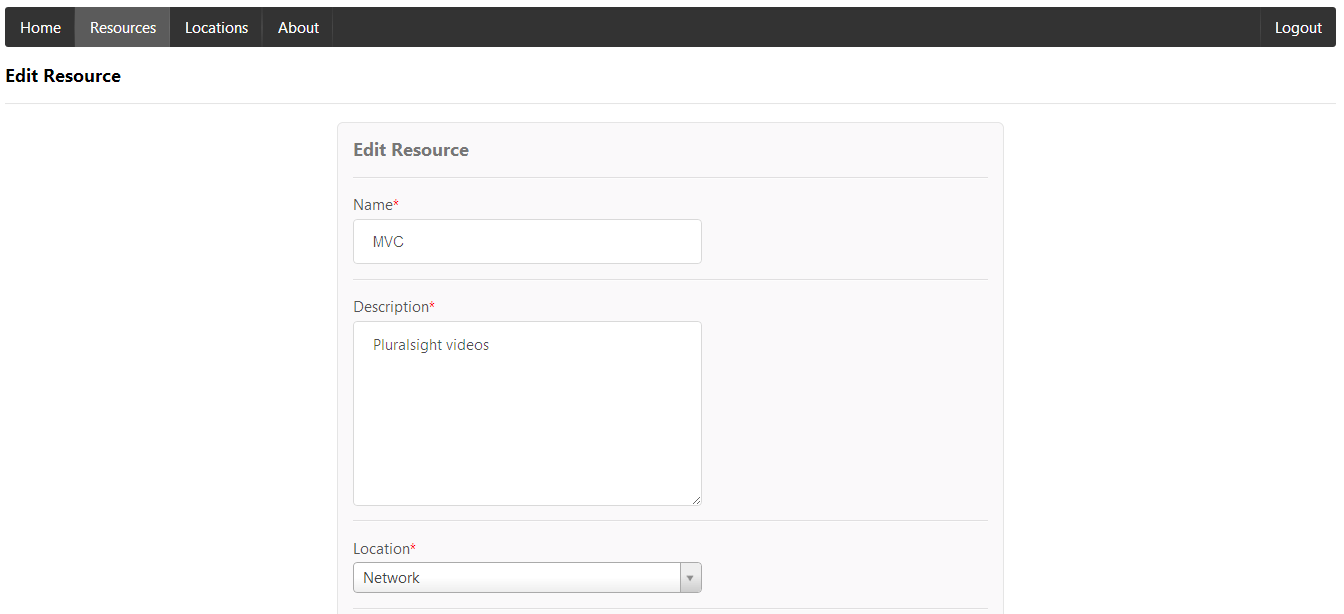 Home Resources Locations About Logout
Edit Resource
Edit Resource
Name*
MVC
Description*
Pluralsight videos
Location*
Network